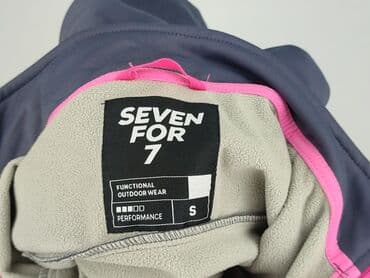 SEVEN
FOR
7
FUNCTIONAL
OUTDOOR WEAR
PERFORMANCE
S